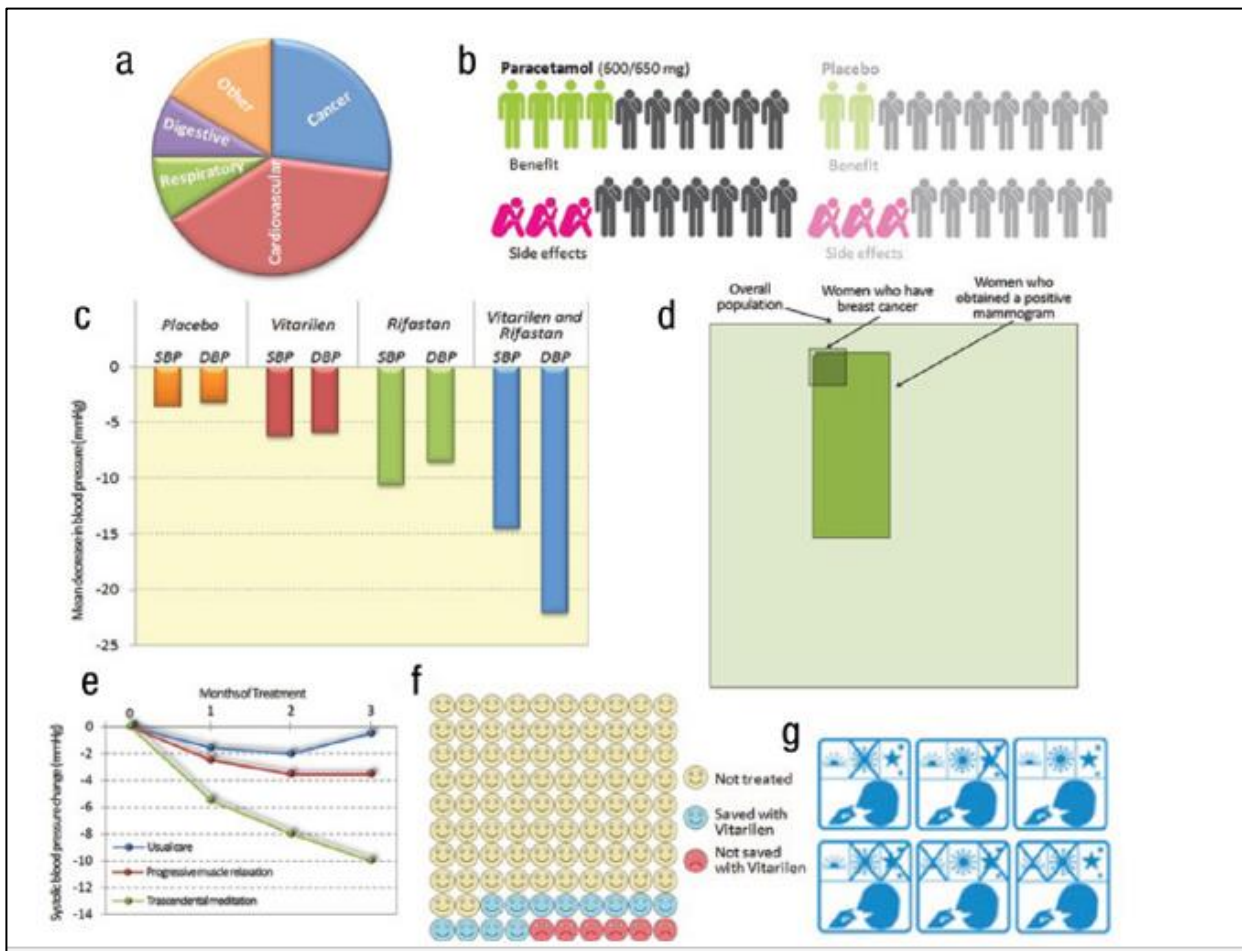 a
Other
Cancer
Digestive
Respiratory
Cardiovascular
b
Paracetamol (600/650 mg)
Placebo
Benefit
Benefit
Side effects
Side effects
c
Placebo
Vitarilen
Rifastan
Vitarilen and
Rifastan
SBP DBP SBP DBP SBP DBP SBP DBP
Mean decrease in blood pressure (mmHg)
0
-5
-10
-15
-20
-25
d
Overall
population
Women who have
breast cancer
Women who
obtained a positive
mammogram
e
Months of Treatment
0 1 2 3
Systolic blood pressure change (mmHg)
0
-2
-4
-6
-8
-10
-12
-14
Usual care
Progressive muscle relaxation
Trascendental meditation
f
Not treated
Saved with
Vitarilen
Not saved
with Vitarilen
g